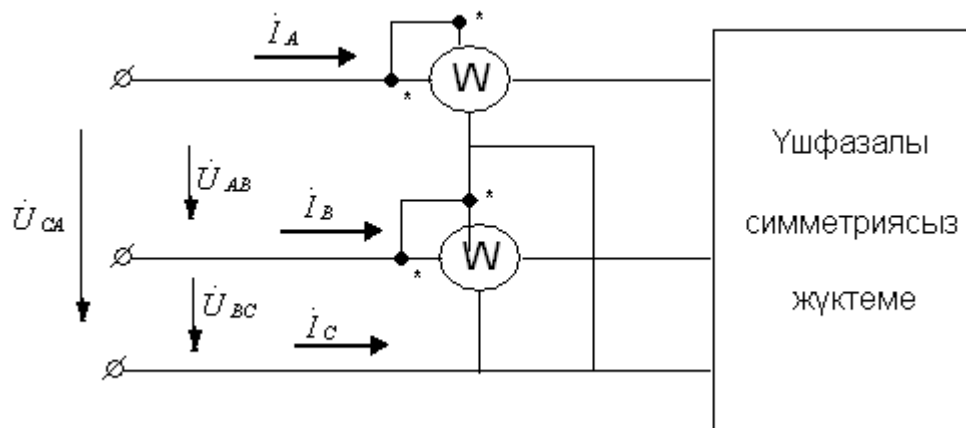 İ_A
*
*
W
Үшфазалы
U̇_AB
симметриясыз
U̇_CA
İ_B
*
*
W
жүктеме
U̇_BC
İ_C